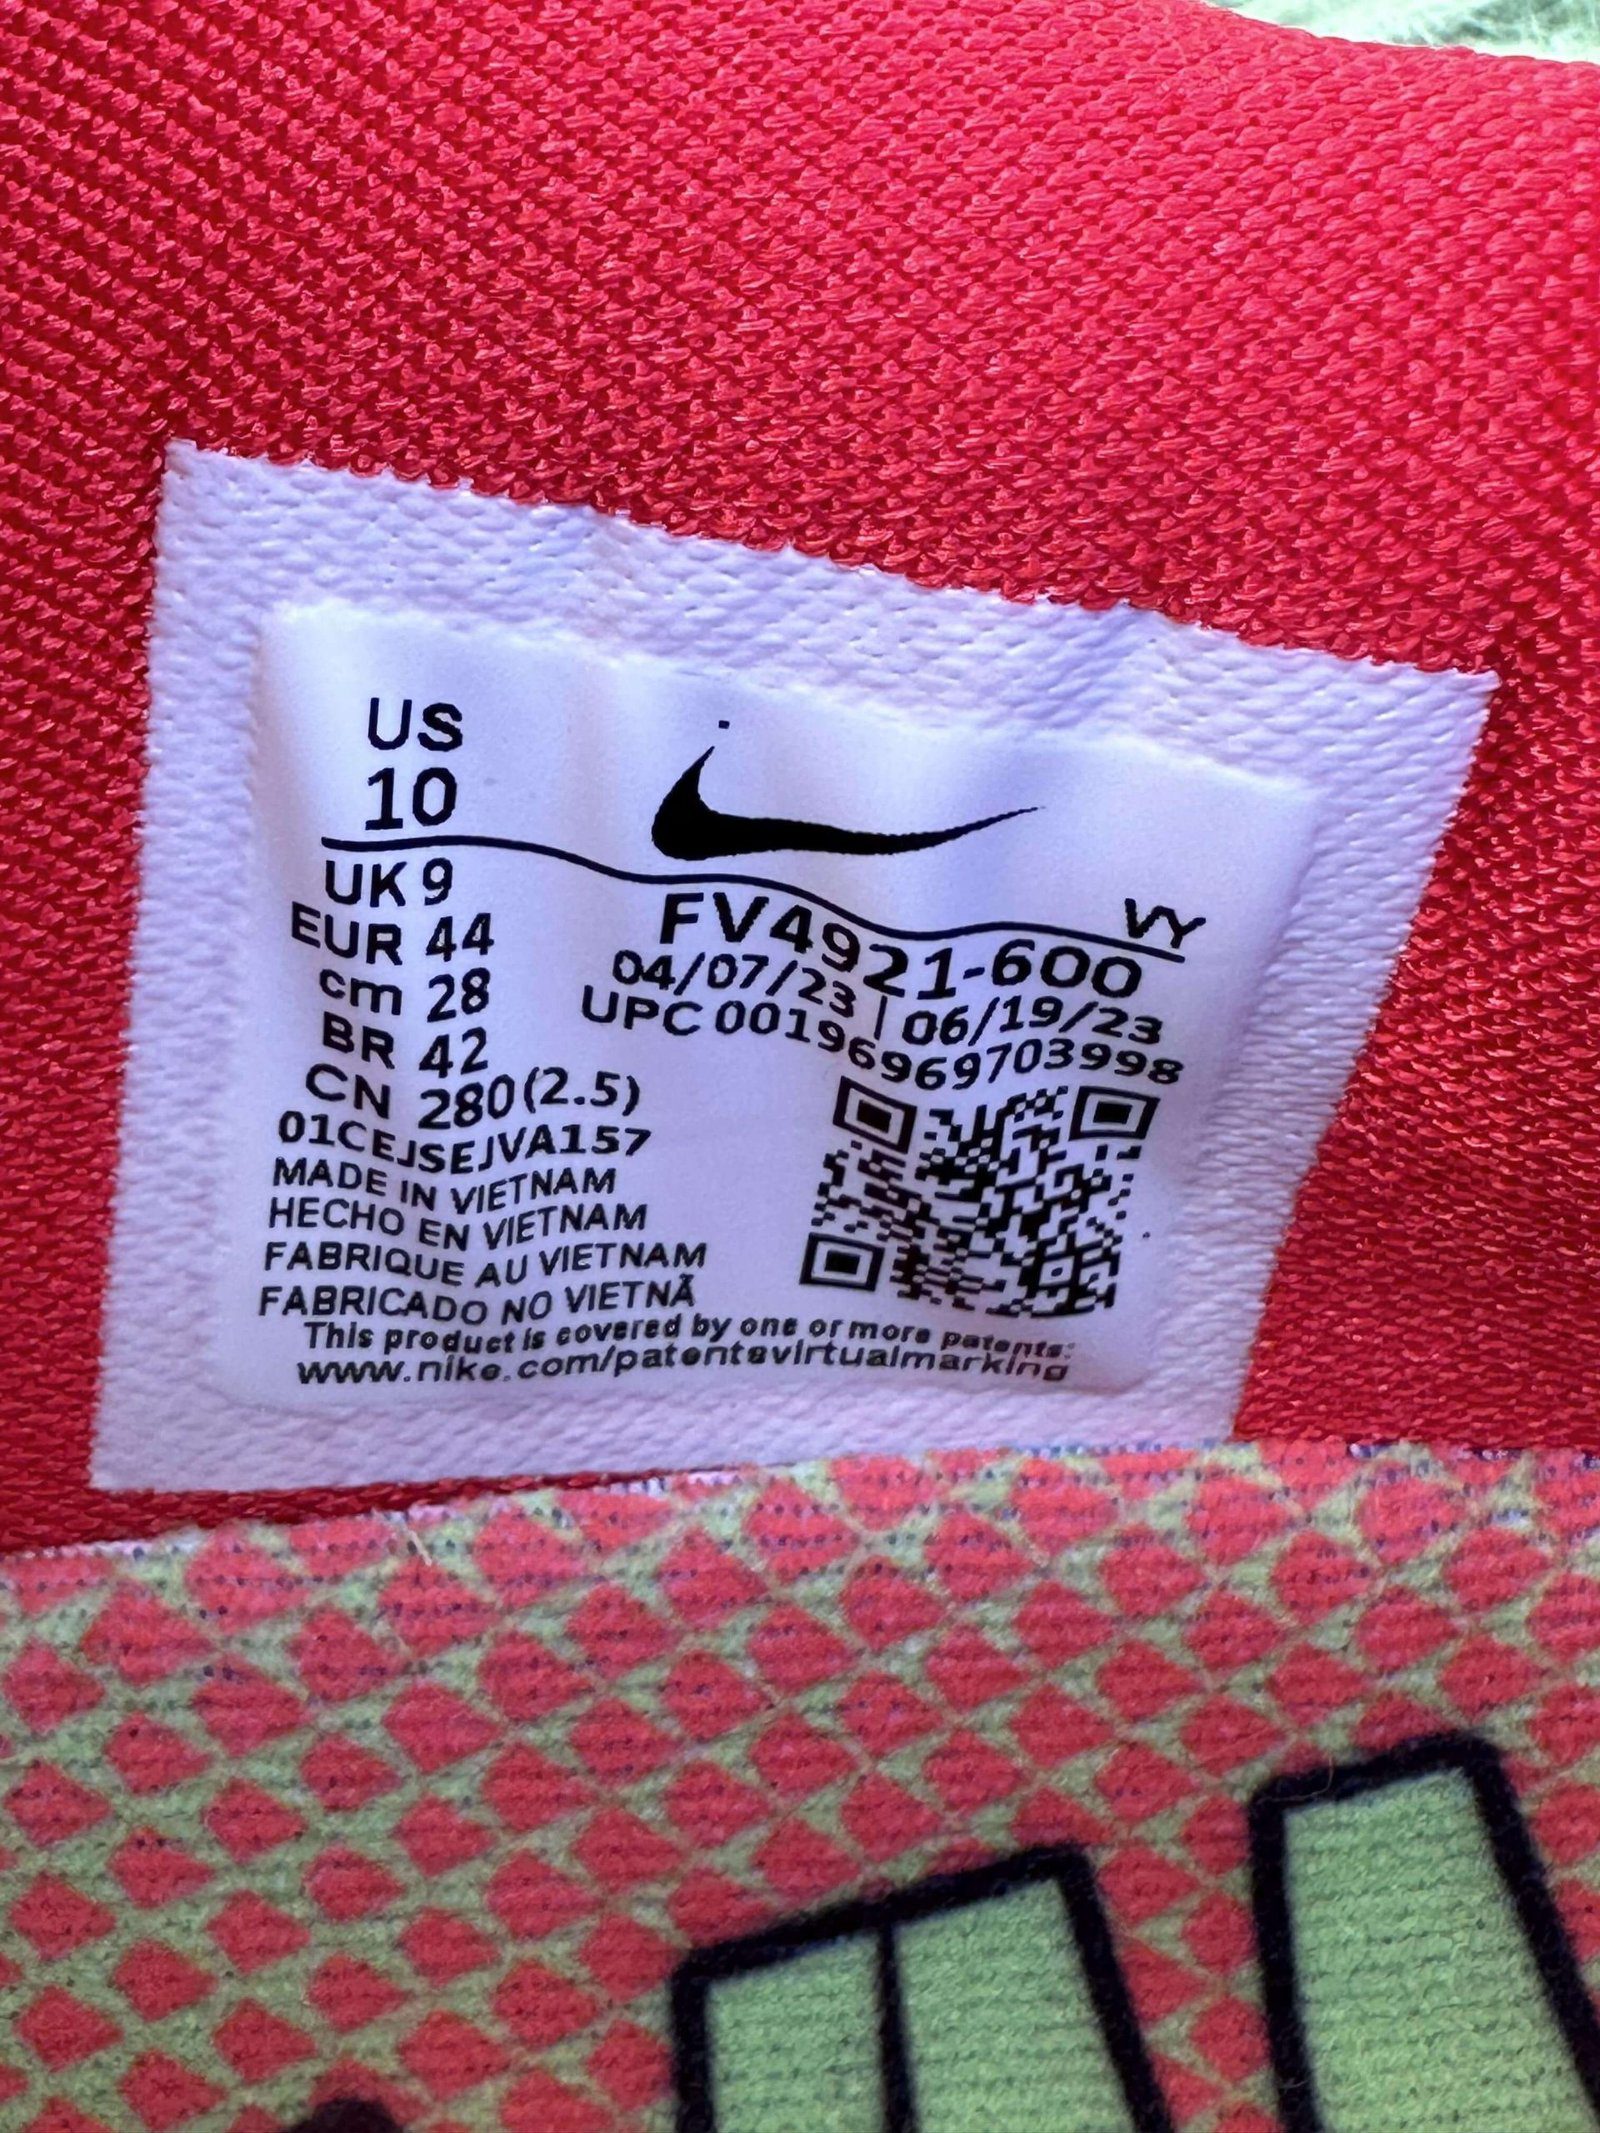 US
10
UK 9
EUR 44
cm 28
BR 42
CN 280(2.5)
VY
FV4921-600
04/07/23 | 06/19/23
UPC 00196969703998
01CEJSEJVA157
MADE IN VIETNAM
HECHO EN VIETNAM
FABRIQUE AU VIETNAM
FABRICADO NO VIETNÃ
This product is covered by one or more patents:
www.nike.com/patentsvirtualmarking